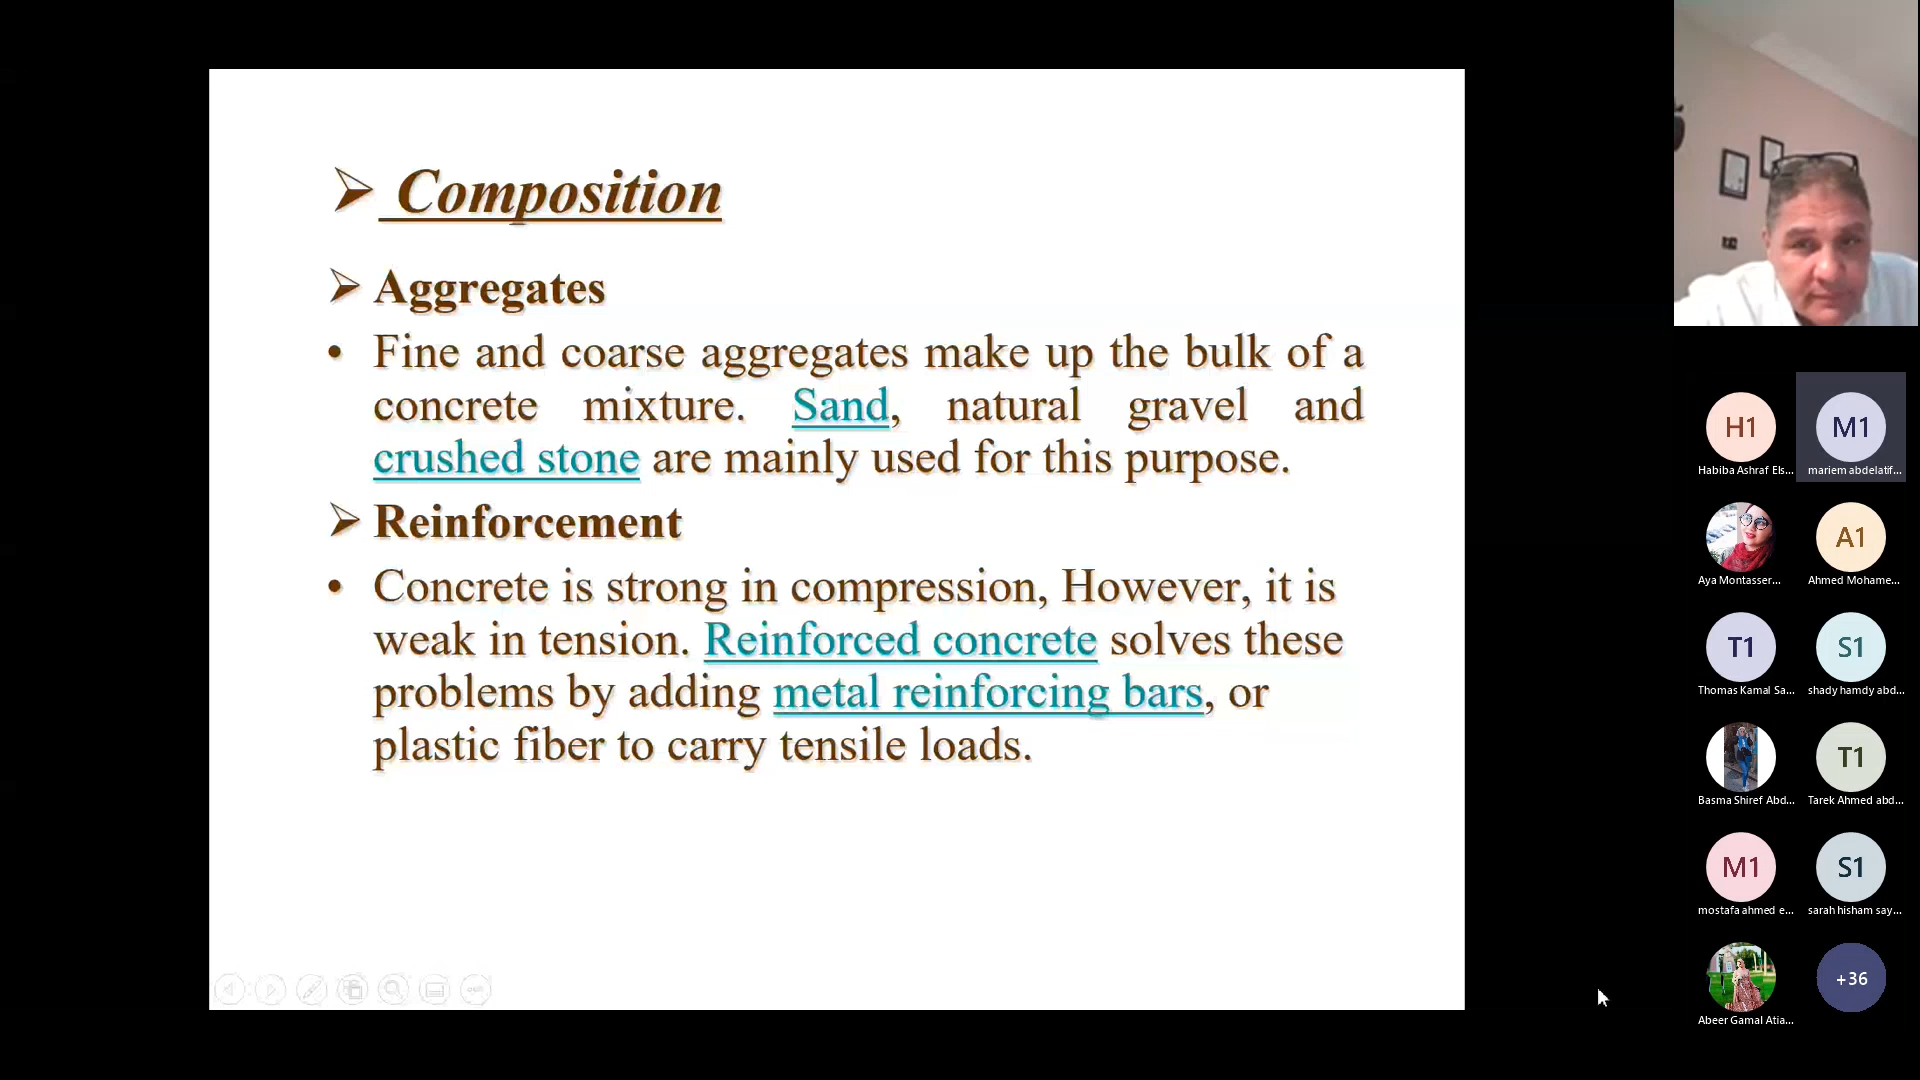 Composition
Aggregates
• Fine and coarse aggregates make up the bulk of a
concrete mixture. Sand, natural gravel and
crushed stone are mainly used for this purpose.
Reinforcement
• Concrete is strong in compression, However, it is
weak in tension. Reinforced concrete solves these
problems by adding metal reinforcing bars, or
plastic fiber to carry tensile loads.
H1
Habiba Ashraf Els...
M1
mariem abdelatif...
Aya Montasser...
A1
Ahmed Mohame...
T1
Thomas Kamal Sa...
S1
shady hamdy abd...
Basma Shiref Abd...
T1
Tarek Ahmed abd...
M1
mostafa ahmed e...
S1
sarah hisham say...
Abeer Gamal Atia...
+36